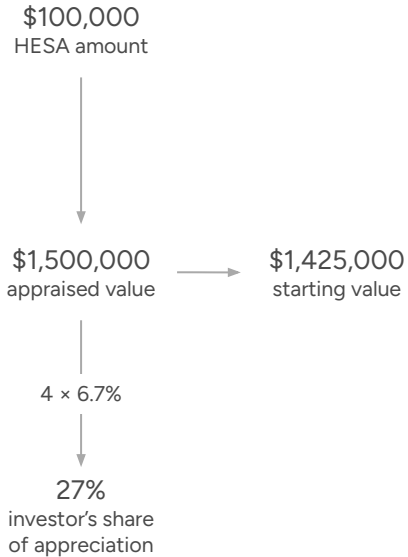 $100,000
HESA amount
$1,500,000
appraised value
$1,425,000
starting value
4 × 6.7%
27%
investor’s share
of appreciation